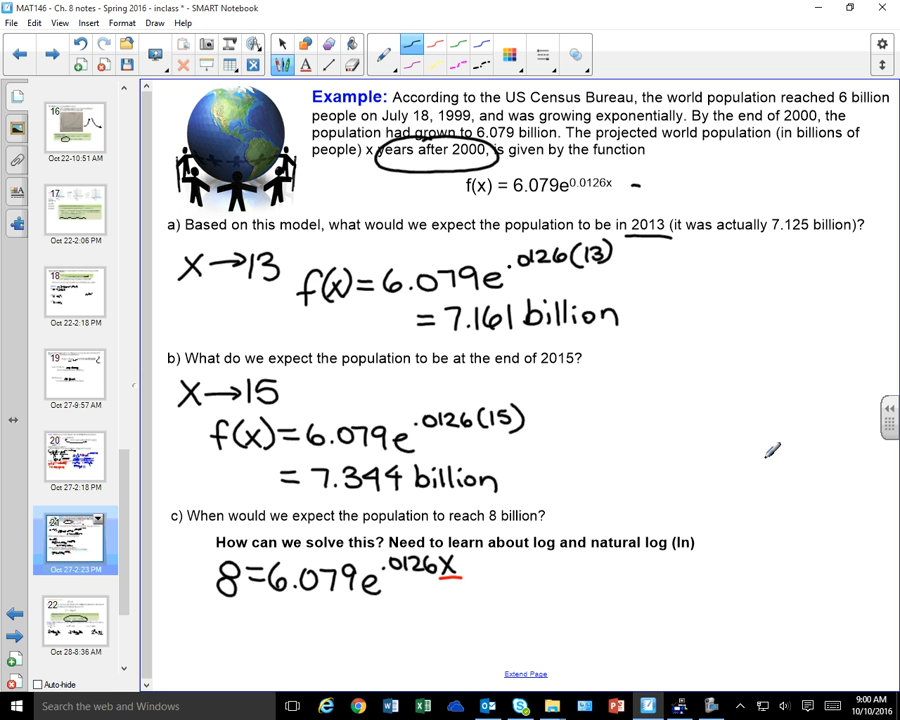 MAT146 - Ch. 8 notes - Spring 2016 - inclass * - SMART Notebook
File Edit View Insert Format Draw Help
16
Oct 22-10:51 AM
17
Oct 22-2:06 PM
18
Oct 22-2:18 PM
19
Oct 27-9:57 AM
20
Oct 27-2:18 PM
Oct 27-2:23 PM
22
Oct 28-8:36 AM
Auto-hide
Example: According to the US Census Bureau, the world population reached 6 billion
people on July 18, 1999, and was growing exponentially. By the end of 2000, the
population had grown to 6.079 billion. The projected world population (in billions of
people) x years after 2000, is given by the function
f(x) = 6.079e^0.0126x
a) Based on this model, what would we expect the population to be in 2013 (it was actually 7.125 billion)?
X→13 f(x) = 6.079e^.0126(13)
= 7.161 billion
b) What do we expect the population to be at the end of 2015?
X→15
f(x) = 6.079e^.0126(15)
= 7.344 billion
c) When would we expect the population to reach 8 billion?
How can we solve this? Need to learn about log and natural log (ln)
8=6.079e^.0126X
Extend Page
Search the web and Windows
9:00 AM
10/10/2016